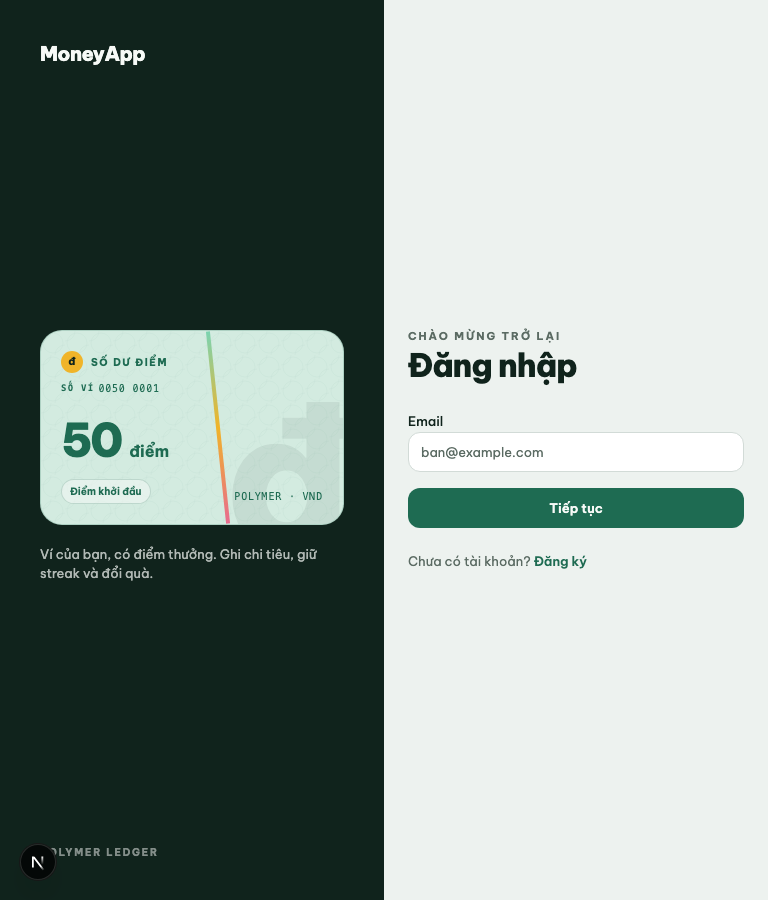 MoneyApp
đ SỐ DƯ ĐIỂM
SỐ VÍ 0050 0001
50 điểm
Điểm khởi đầu
POLYMER · VND
Ví của bạn, có điểm thưởng. Ghi chi tiêu, giữ
streak và đổi quà.
LYMER LEDGER
N
CHÀO MỪNG TRỞ LẠI
Đăng nhập
Email
ban@example.com
Tiếp tục
Chưa có tài khoản? Đăng ký